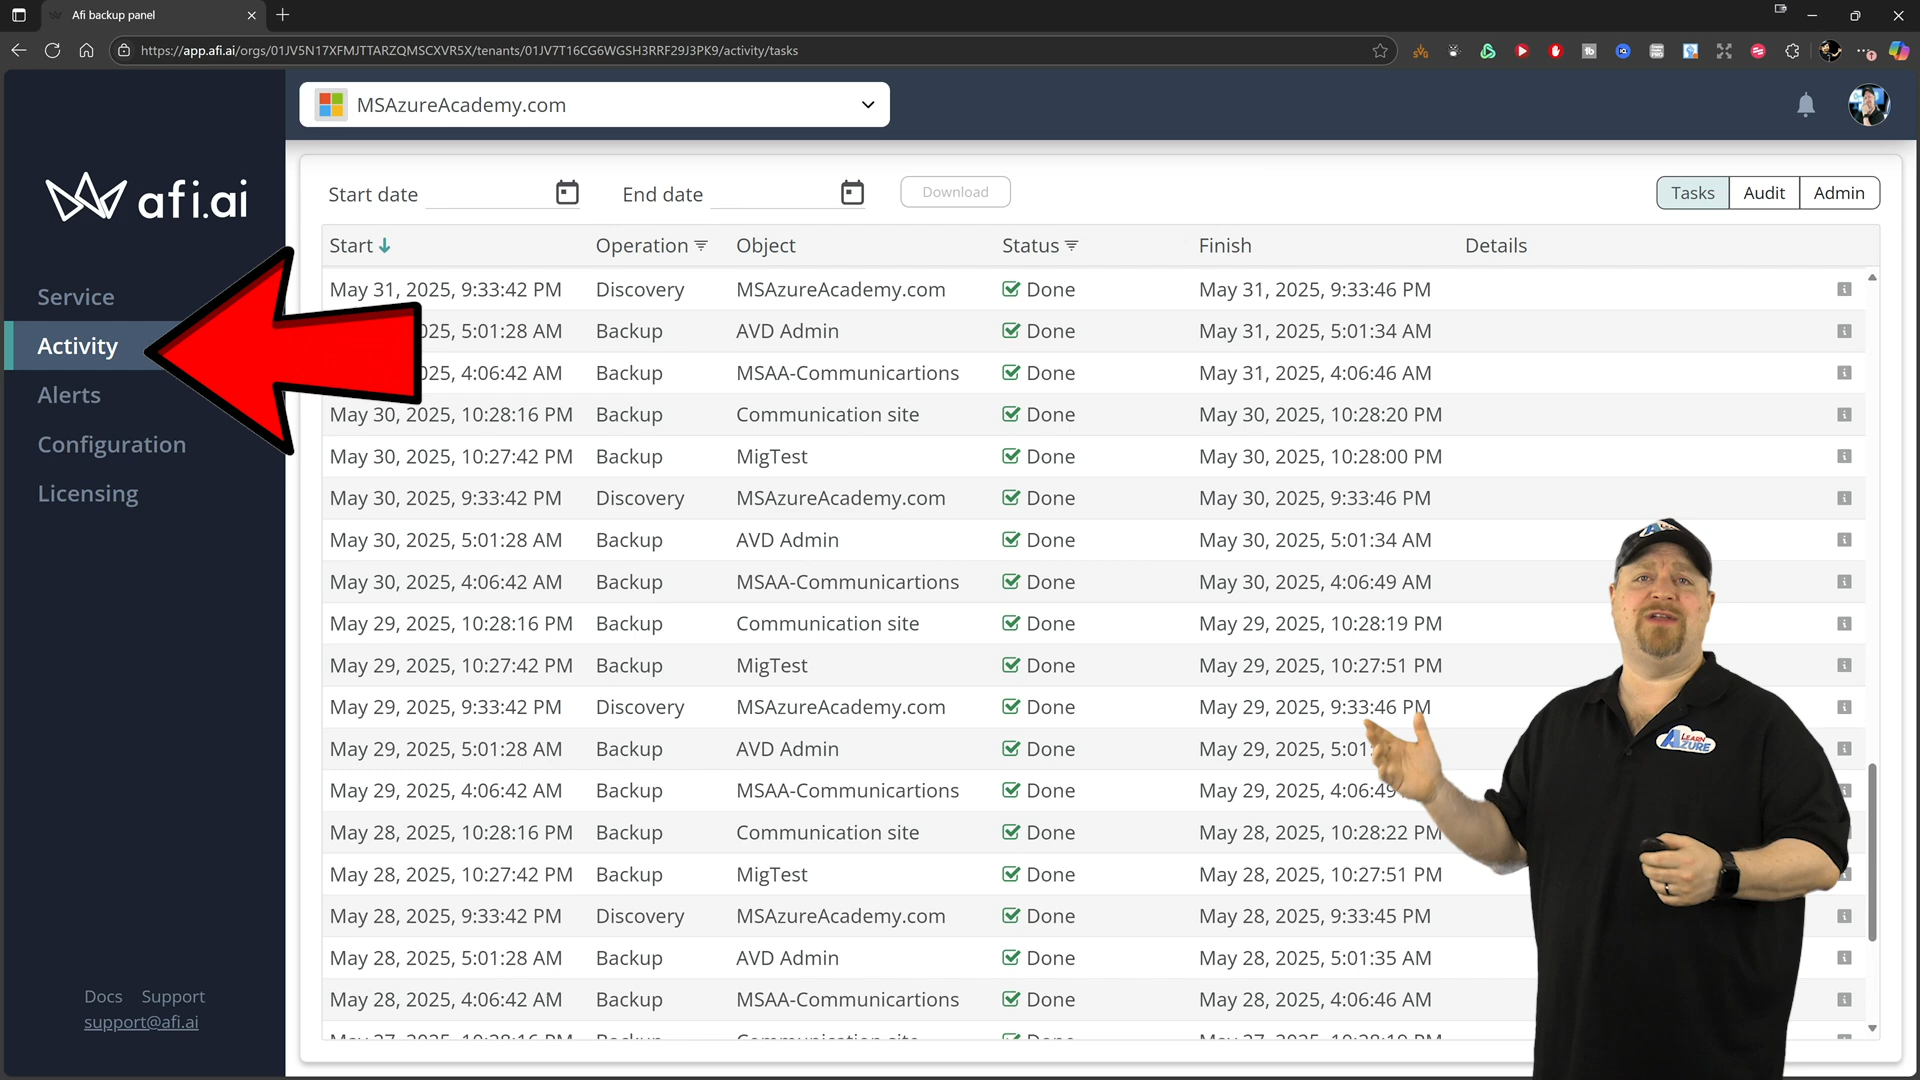 Afi backup panel
https://app.afi.ai/orgs/01JV5N17XFMJTTARZQMSCXVR5X/tenants/01JV7T16CG6WGSH3RRF29J3PK9/activity/tasks
MSAzureAcademy.com
afi.ai
Service
Activity
Alerts
Configuration
Licensing
Docs Support
support@afi.ai
Start date End date Download Tasks Audit Admin
Start Operation Object Status Finish Details
May 31, 2025, 9:33:42 PM Discovery MSAzureAcademy.com Done May 31, 2025, 9:33:46 PM
025, 5:01:28 AM Backup AVD Admin Done May 31, 2025, 5:01:34 AM
025, 4:06:42 AM Backup MSAA-Communicartions Done May 31, 2025, 4:06:46 AM
May 30, 2025, 10:28:16 PM Backup Communication site Done May 30, 2025, 10:28:20 PM
May 30, 2025, 10:27:42 PM Backup MigTest Done May 30, 2025, 10:28:00 PM
May 30, 2025, 9:33:42 PM Discovery MSAzureAcademy.com Done May 30, 2025, 9:33:46 PM
May 30, 2025, 5:01:28 AM Backup AVD Admin Done May 30, 2025, 5:01:34 AM
May 30, 2025, 4:06:42 AM Backup MSAA-Communicartions Done May 30, 2025, 4:06:49 AM
May 29, 2025, 10:28:16 PM Backup Communication site Done May 29, 2025, 10:28:19 PM
May 29, 2025, 10:27:42 PM Backup MigTest Done May 29, 2025, 10:27:51 PM
May 29, 2025, 9:33:42 PM Discovery MSAzureAcademy.com Done May 29, 2025, 9:33:46 PM
May 29, 2025, 5:01:28 AM Backup AVD Admin Done May 29, 2025, 5:01
May 29, 2025, 4:06:42 AM Backup MSAA-Communicartions Done May 29, 2025, 4:06:49
May 28, 2025, 10:28:16 PM Backup Communication site Done May 28, 2025, 10:28:22 PM
May 28, 2025, 10:27:42 PM Backup MigTest Done May 28, 2025, 10:27:51 PM
May 28, 2025, 9:33:42 PM Discovery MSAzureAcademy.com Done May 28, 2025, 9:33:45 PM
May 28, 2025, 5:01:28 AM Backup AVD Admin Done May 28, 2025, 5:01:35 AM
May 28, 2025, 4:06:42 AM Backup MSAA-Communicartions Done May 28, 2025, 4:06:46 AM
LEARN
AZURE